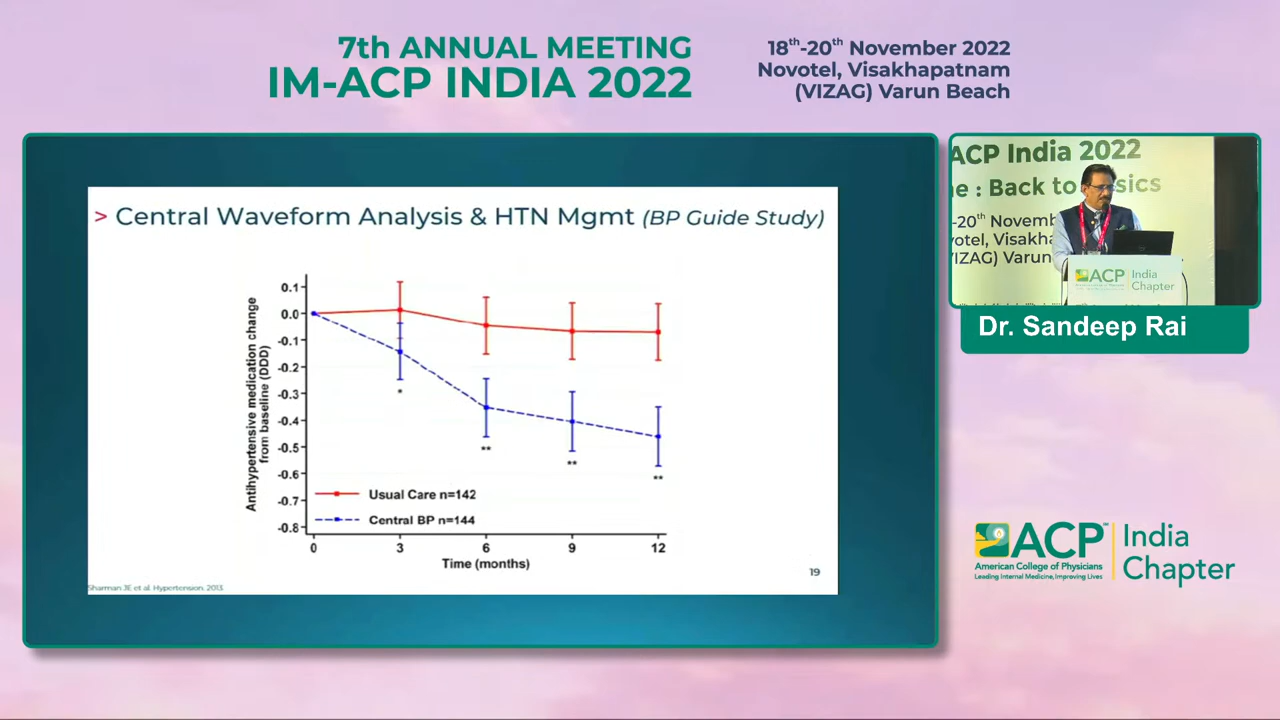 7th ANNUAL MEETING
IM-ACP INDIA 2022
18th-20th November 2022
Novotel, Visakhapatnam
(VIZAG) Varun Beach
> Central Waveform Analysis & HTN Mgmt (BP Guide Study)
Antihypertensive medication change
from baseline (DDD)
0.1
0.0
-0.1
-0.2
-0.3
-0.4
-0.5
-0.6
-0.7
-0.8
*
**
**
**
Usual Care n=142
Central BP n=144
0 3 6 9 12
Time (months)
19
Sharman JE et al. Hypertension. 2013
ACP India 2022
e : Back to sics
-20th Novem
votel, Visakha
VIZAG) Varun
ACP India
Chapter
Dr. Sandeep Rai
ACP™ India
Chapter
American College of Physicians
Leading Internal Medicine, Improving Lives